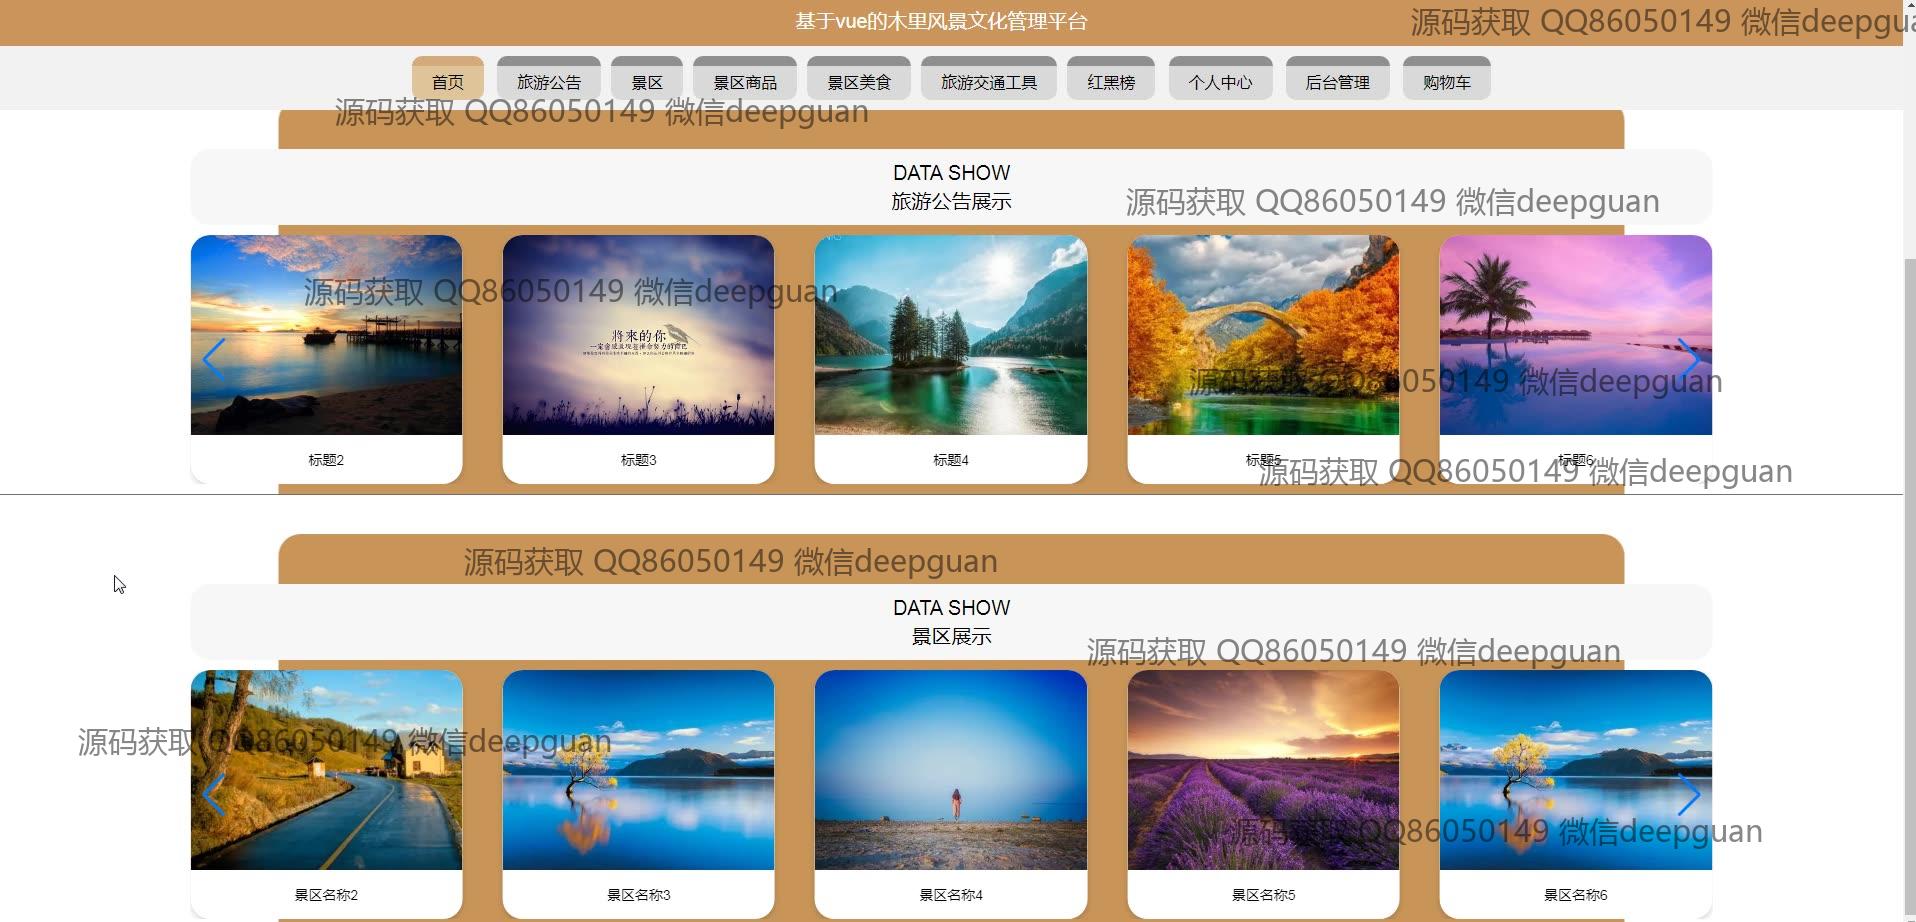 基于vue的木里风景文化管理平台
源码获取 QQ86050149 微信deepgua
首页 旅游公告 景区 景区商品 景区美食 旅游交通工具 红黑榜 个人中心 后台管理 购物车
源码获取 QQ86050149 微信deepguan
DATA SHOW
旅游公告展示
源码获取 QQ86050149 微信deepguan
源码获取 QQ86050149 微信deepguan
將來的你
源码获取 QQ86050149 微信deepguan
标题2 标题3 标题4 标题5 标题6
源码获取 QQ86050149 微信deepguan
源码获取 QQ86050149 微信deepguan
DATA SHOW
景区展示
源码获取 QQ86050149 微信deepguan
源码获取 QQ86050149 微信deepguan
源码获取 QQ86050149 微信deepguan
景区名称2 景区名称3 景区名称4 景区名称5 景区名称6